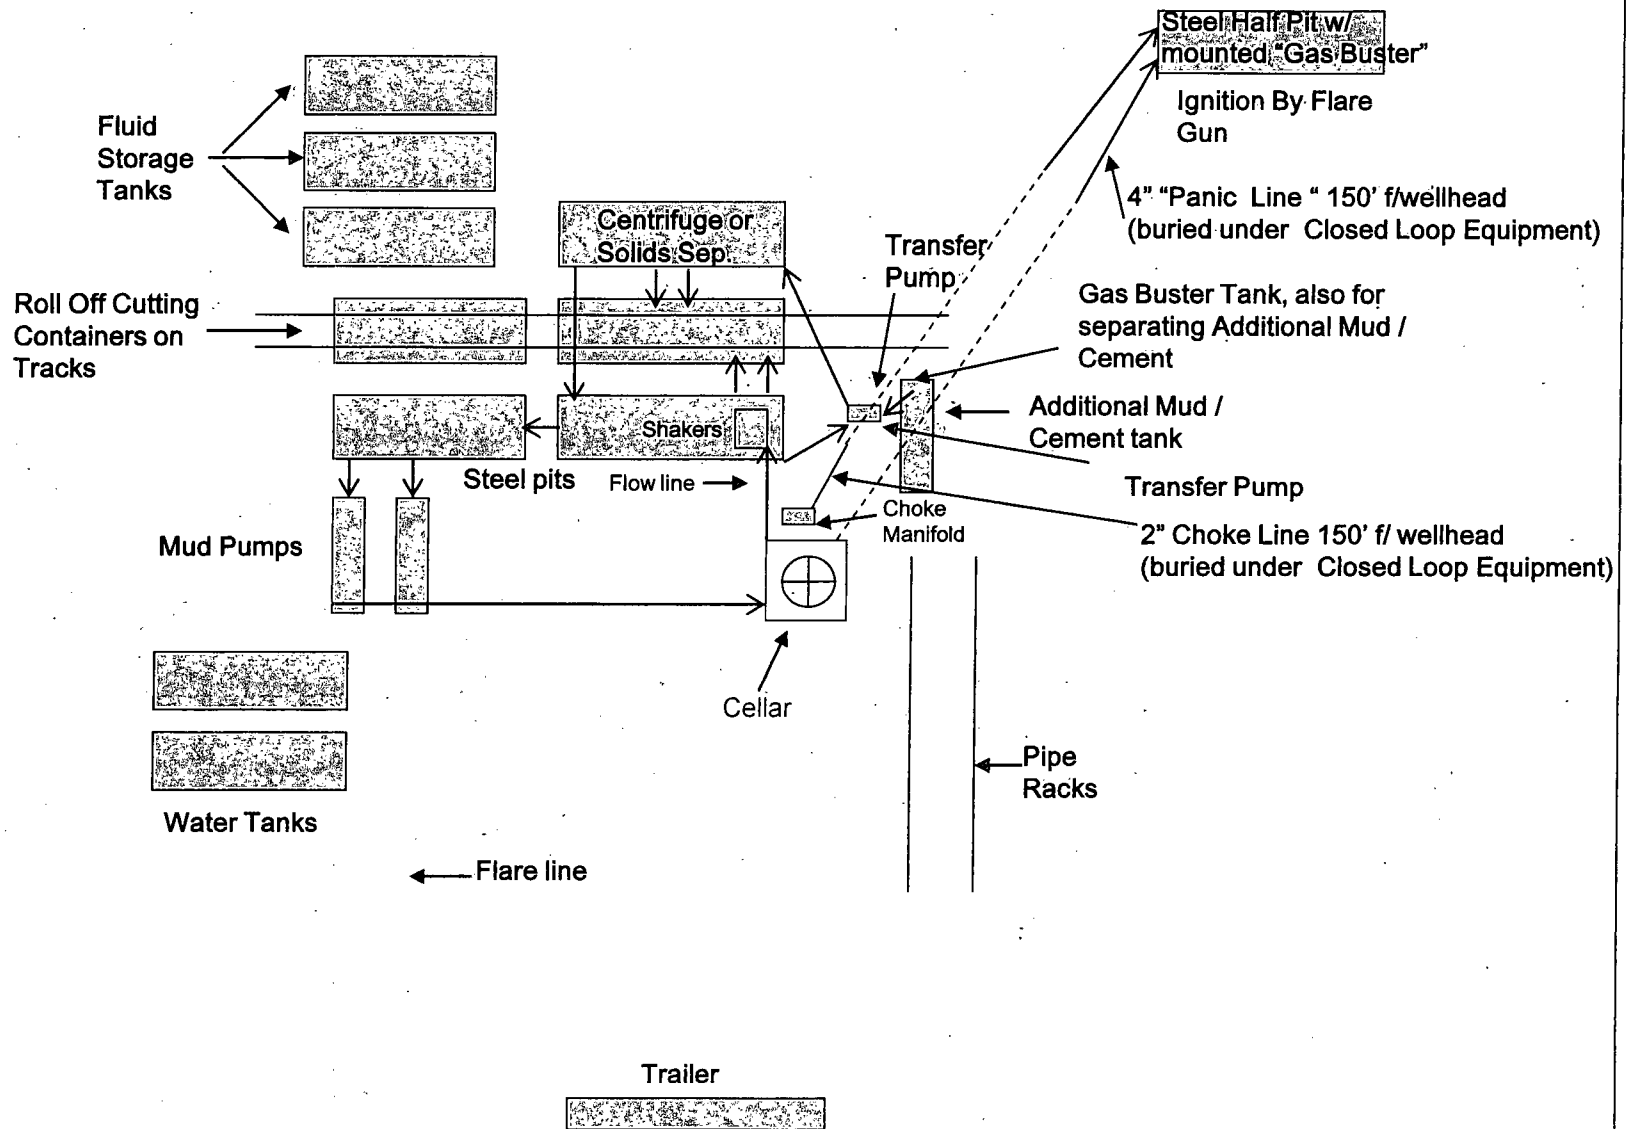 Steel Half Pit w/
mounted "Gas Buster"
Ignition By Flare
Gun
Fluid
Storage
Tanks
4" "Panic Line " 150' f/wellhead
(buried under Closed Loop Equipment)
Centrifuge or
Solids Sep.
Transfer
Pump
Roll Off Cutting
Containers on
Tracks
Gas Buster Tank, also for
separating Additional Mud /
Cement
Additional Mud /
Cement tank
Shakers
Steel pits
Flow line
Transfer Pump
Choke
Manifold
Mud Pumps
2" Choke Line 150' f/ wellhead
(buried under Closed Loop Equipment)
Cellar
Pipe
Racks
Water Tanks
Flare line
Trailer